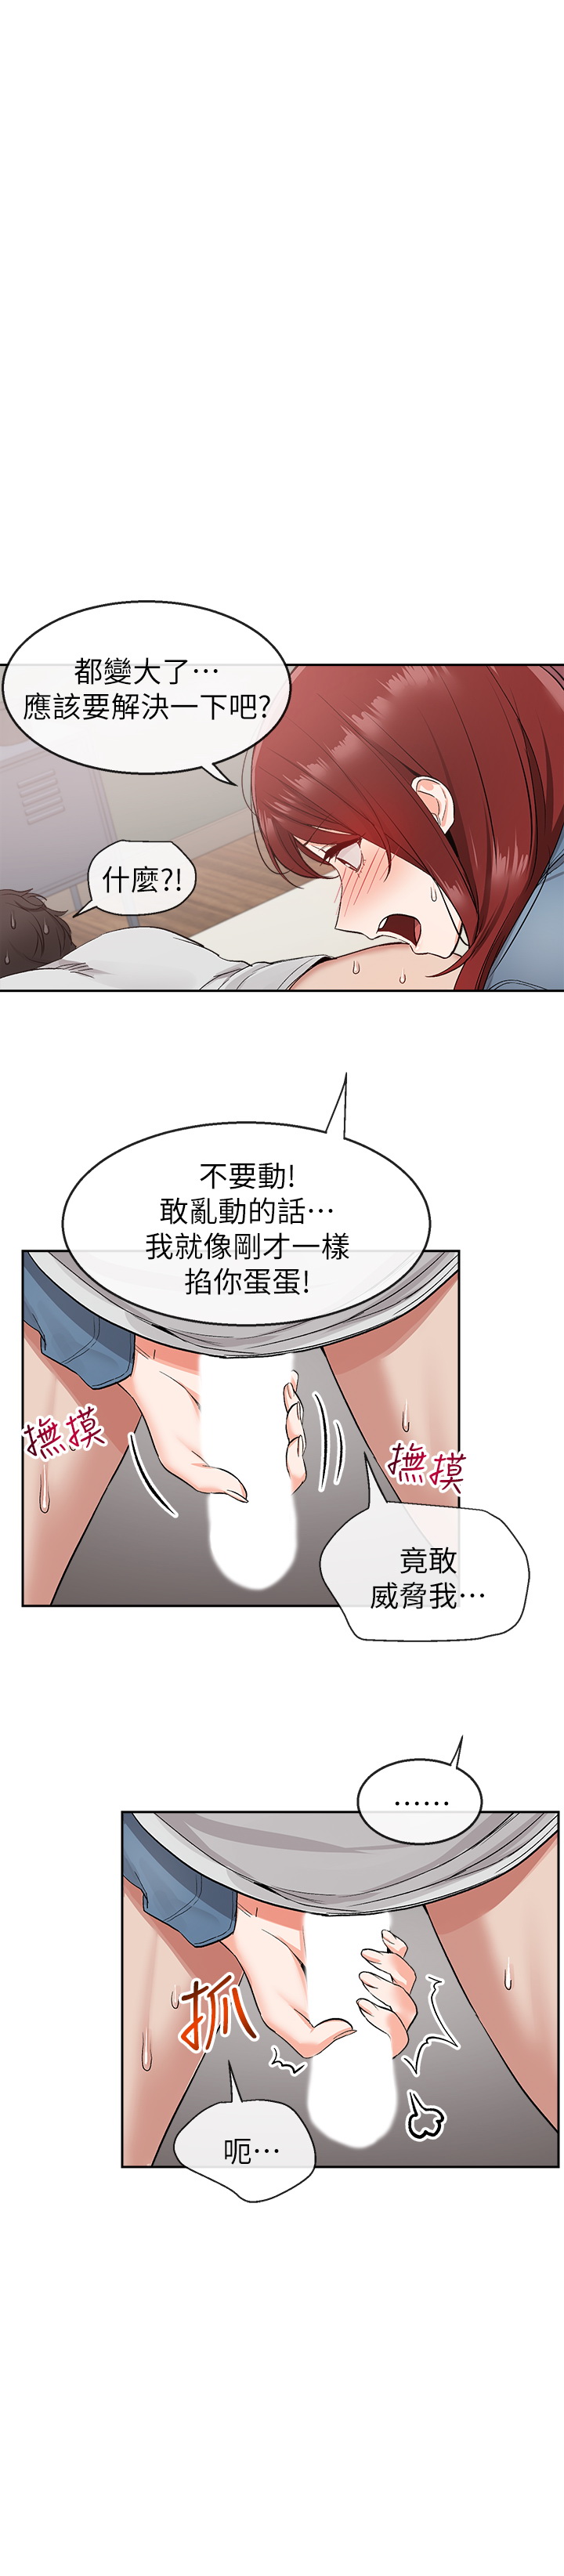 都變大了⋯
應該要解決一下吧?
什麼?!
不要動!
敢亂動的話⋯
我就像剛才一樣
掐你蛋蛋!
撫摸
撫摸
竟敢
威脅我⋯
⋯⋯
抓
呃⋯